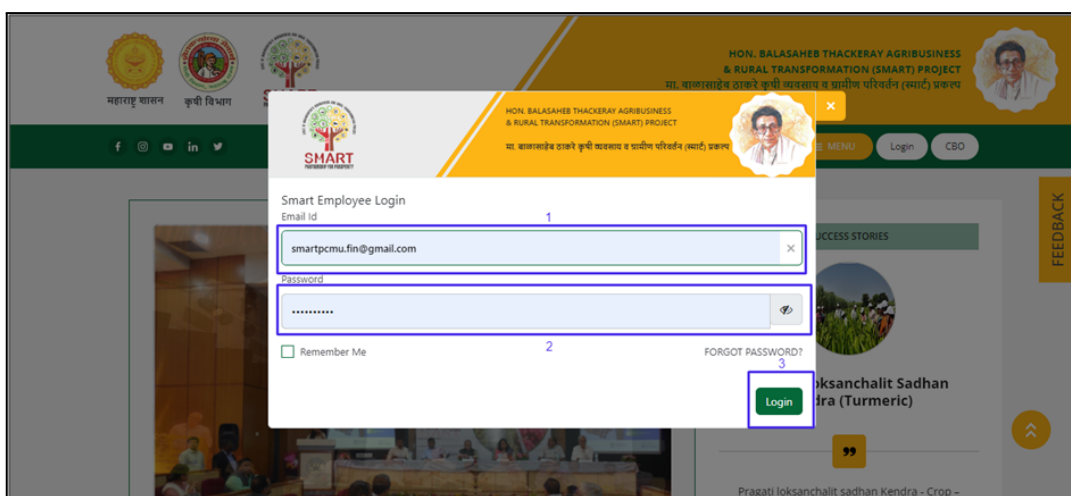 महाराष्ट्र शासन
कृषी विभाग
HON. BALASAHEB THACKERAY AGRIBUSINESS
& RURAL TRANSFORMATION (SMART) PROJECT
मा. बाळासाहेब ठाकरे कृषी व्यवसाय व ग्रामीण परिवर्तन (स्मार्ट) प्रकल्प
HON. BALASAHEB THACKERAY AGRIBUSINESS
& RURAL TRANSFORMATION (SMART) PROJECT
मा. बाळासाहेब ठाकरे कृषी व्यवसाय व ग्रामीण परिवर्तन (स्मार्ट) प्रकल्प
SMART
MENU
Login
CBO
FEEDBACK
Smart Employee Login
Email Id
1
smartpcmu.fin@gmail.com
Password
••••••••••
Remember Me
2
FORGOT PASSWORD?
3
Login
STORIES
Sadhan
(Turmeric)
Pragati loksanchalit sadhan Kendra - Crop –